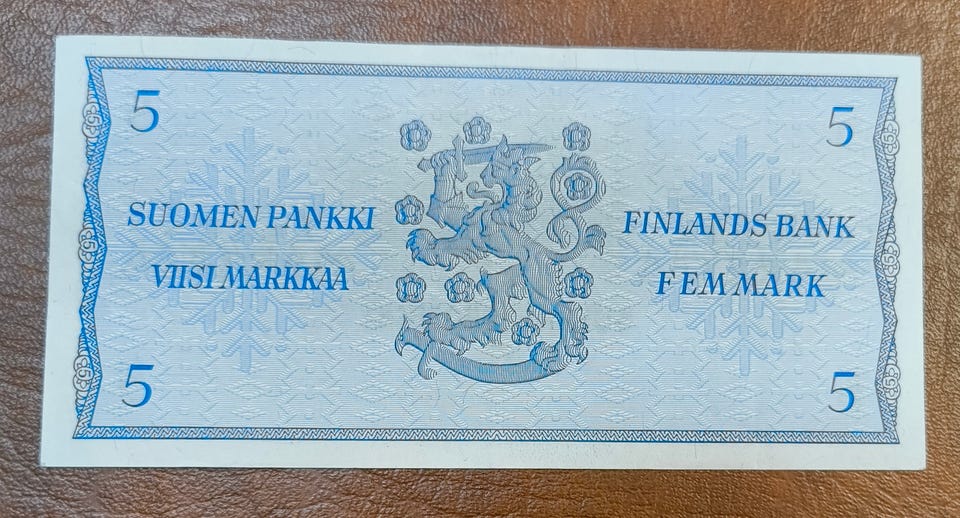 5
5
SUOMEN PANKKI
FINLANDS BANK
VIISI MARKKAA
FEM MARK
5
5